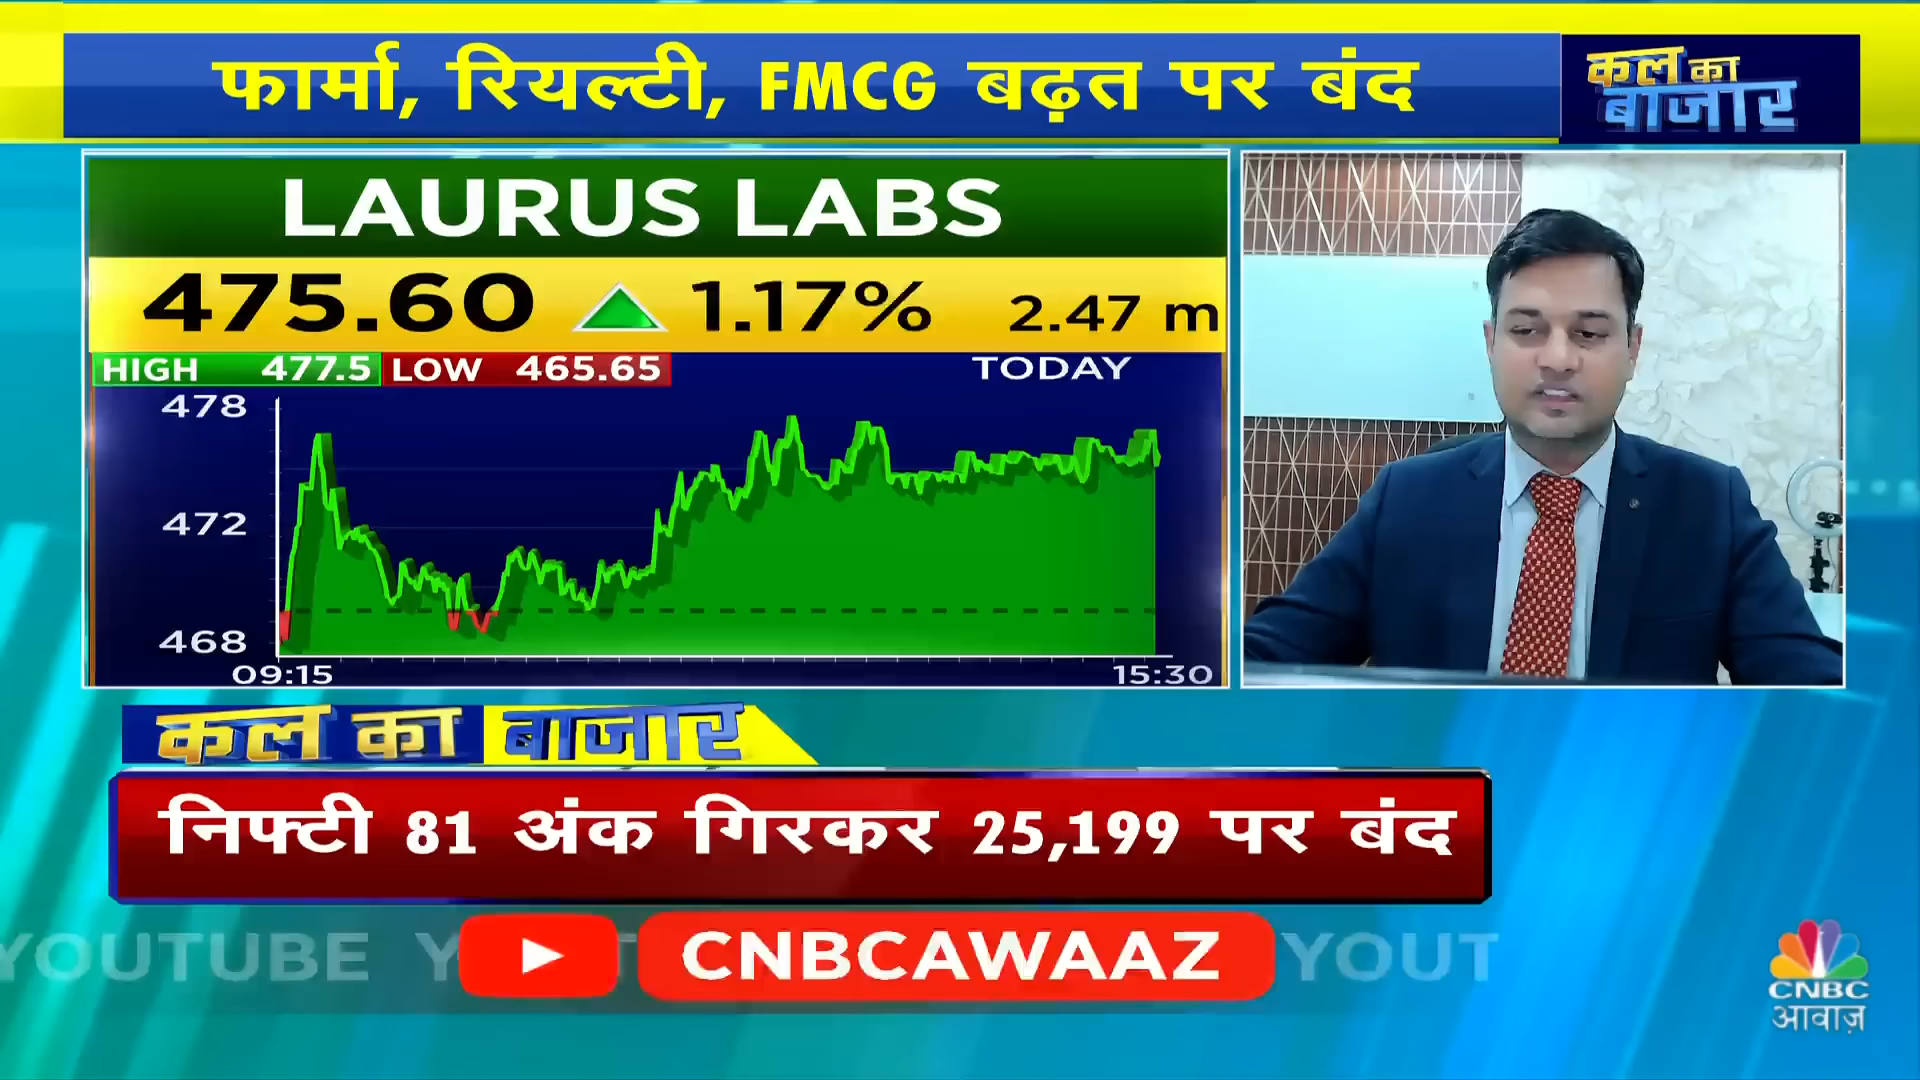 फार्मा, रियल्टी, FMCG बढ़त पर बंद
कल का
बाजार
LAURUS LABS
475.60 1.17% 2.47 m
HIGH 477.5 LOW 465.65 TODAY
478
472
468
09:15 15:30
कल का बाजार
निफ्टी 81 अंक गिरकर 25,199 पर बंद
YOUTUBE YOUT CNBCAWAAZ YOUT
CNBC
आवाज़